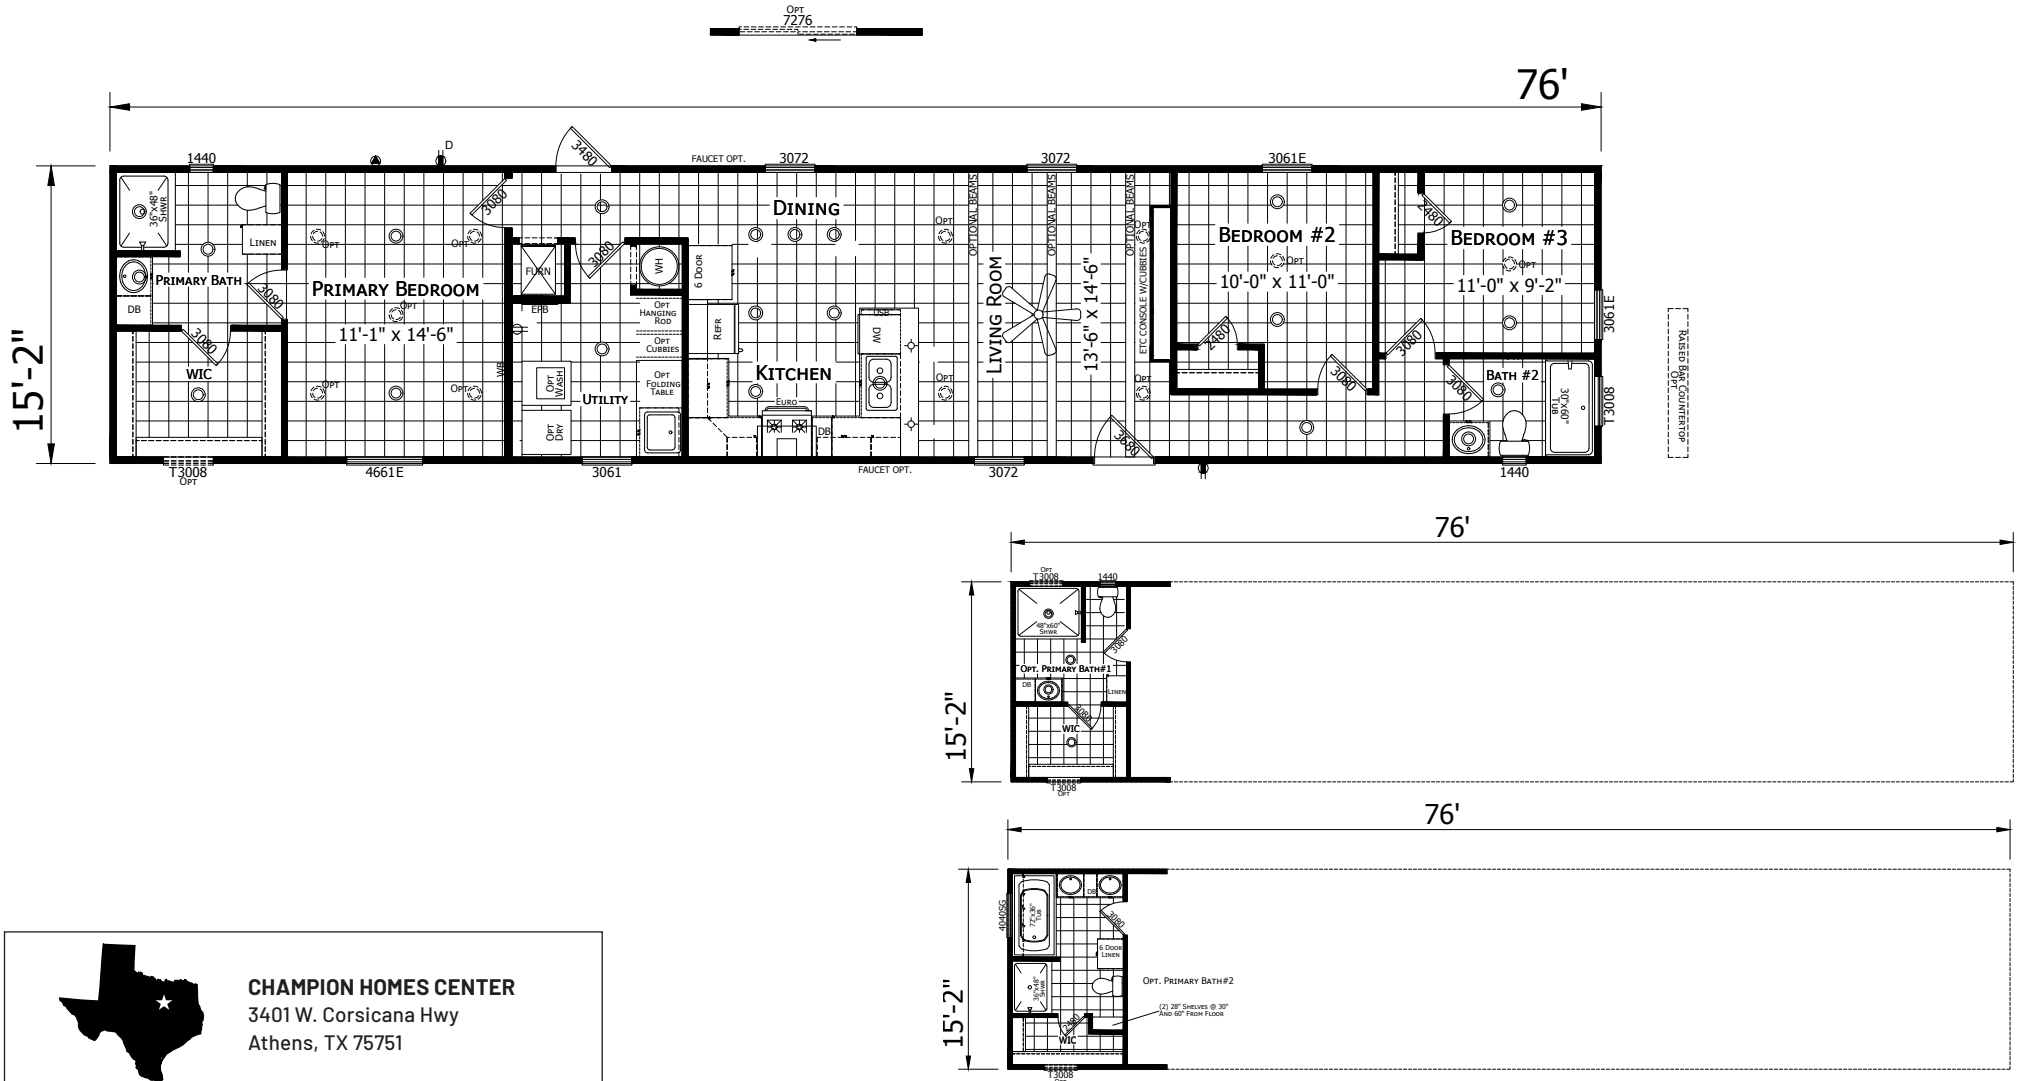 Opt
7276
76'
15'-2"
1440
D
3480
FAUCET OPT.
3072
3072
3061E
36"x48"
SHWR
LINEN
PRIMARY BATH
DB
3080
3080
WIC
T3008
OPT
PRIMARY BEDROOM
11'-1" x 14'-6"
OPT
OPT
OPT
OPT
OPT
4661E
3080
FURN
EPB
3080
WH
OPT
HANGING
ROD
OPT
CUBBIES
OPT
FOLDING
TABLE
WB
OPT
WASH
OPT
DRY
UTILITY
3061
6 DOOR
REFR
DINING
KITCHEN
EURO
DB
USB
DW
FAUCET OPT.
OPT
OPT
OPTIONAL BEAMS
OPTIONAL BEAMS
OPTIONAL BEAMS
LIVING ROOM
13'-6" x 14'-6"
OPT
OPT
ETC CONSOLE W/CUBBIES
3072
3680
BEDROOM #2
OPT
10'-0" x 11'-0"
2480
3080
2480
BEDROOM #3
OPT
11'-0" x 9'-2"
3080
3061E
BATH #2
3080
30"x60"
TUB
T3008
1440
RAISED BAR COUNTERTOP
OPT
76'
15'-2"
OPT
T3008
1440
48"x60"
SHWR
3080
OPT. PRIMARY BATH#1
DB
LINEN
3080
WIC
T3008
OPT
76'
15'-2"
4040SG
72"x36"
TUB
DB
3080
6 DOOR
LINEN
36"x48"
SHWR
OPT. PRIMARY BATH#2
(2) 28" SHELVES @ 30"
AND 60" FROM FLOOR
2480
WIC
T3008
OPT
CHAMPION HOMES CENTER
3401 W. Corsicana Hwy
Athens, TX 75751